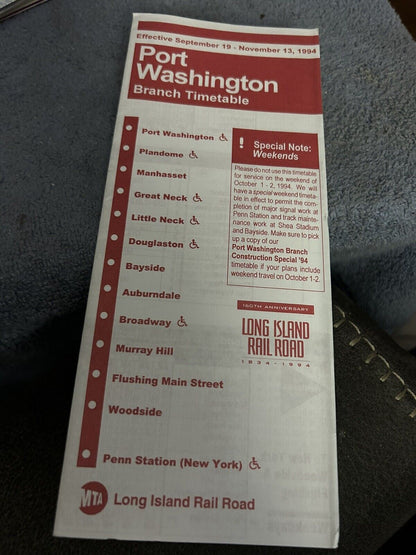 Effective September 19 - November 13, 1994
Port
Washington
Branch Timetable
Port Washington
Plandome
Manhasset
Great Neck
Little Neck
Douglaston
Bayside
Auburndale
Broadway
Murray Hill
Flushing Main Street
Woodside
Penn Station (New York)
! Special Note:
Weekends
Please do not use this timetable
for service on the weekend of
October 1 - 2, 1994. We will
have a special weekend timeta-
ble in effect to permit the com-
pletion of major signal work at
Penn Station and track mainte-
nance work at Shea Stadium
and Bayside. Make sure to pick
up a copy of our
Port Washington Branch
Construction Special '94
timetable if your plans include
weekend travel on October 1-2.
160TH ANNIVERSARY
LONG ISLAND
RAIL ROAD
1834 - 1994
MTA Long Island Rail Road